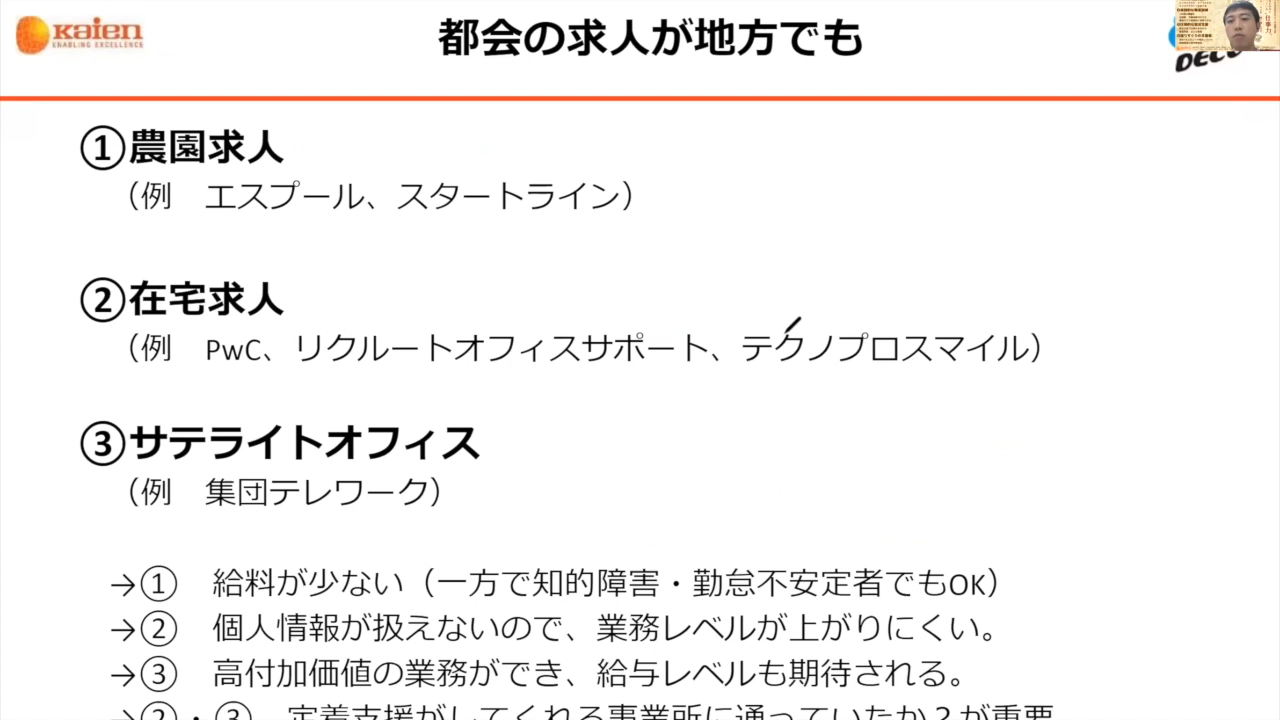 Kaien
ENABLING EXCELLENCE
都会の求人が地方でも
①農園求人
（例　エスプール、スタートライン）
②在宅求人
（例　PwC、リクルートオフィスサポート、テクノプロスマイル）
③サテライトオフィス
（例　集団テレワーク）
→①　給料が少ない（一方で知的障害・勤怠不安定者でもOK）
→②　個人情報が扱えないので、業務レベルが上がりにくい。
→③　高付加価値の業務ができ、給与レベルも期待される。
→②・③　定着支援がしてくれる事業所に通っていたか？が重要